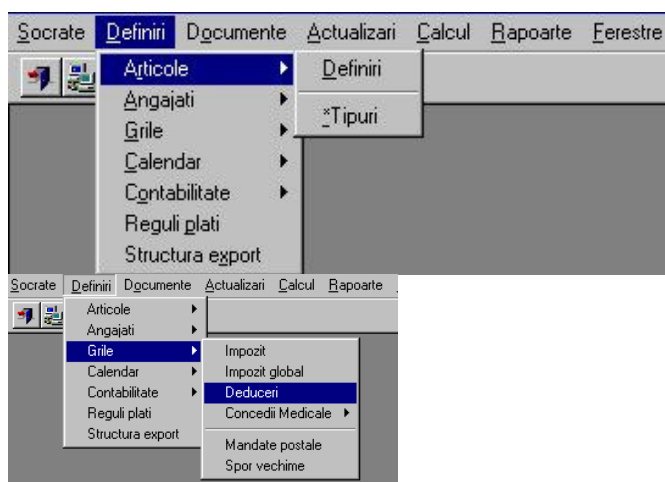 Socrate Definiri Documente Actualizari Calcul Rapoarte Ferestre
Articole
Angajati
Grile
Calendar
Contabilitate
Reguli plati
Structura export
Definiri
*Tipuri
Socrate Definiri Documente Actualizari Calcul Rapoarte
Articole
Angajati
Grile
Calendar
Contabilitate
Reguli plati
Structura export
Impozit
Impozit global
Deduceri
Concedii Medicale
Mandate postale
Spor vechime